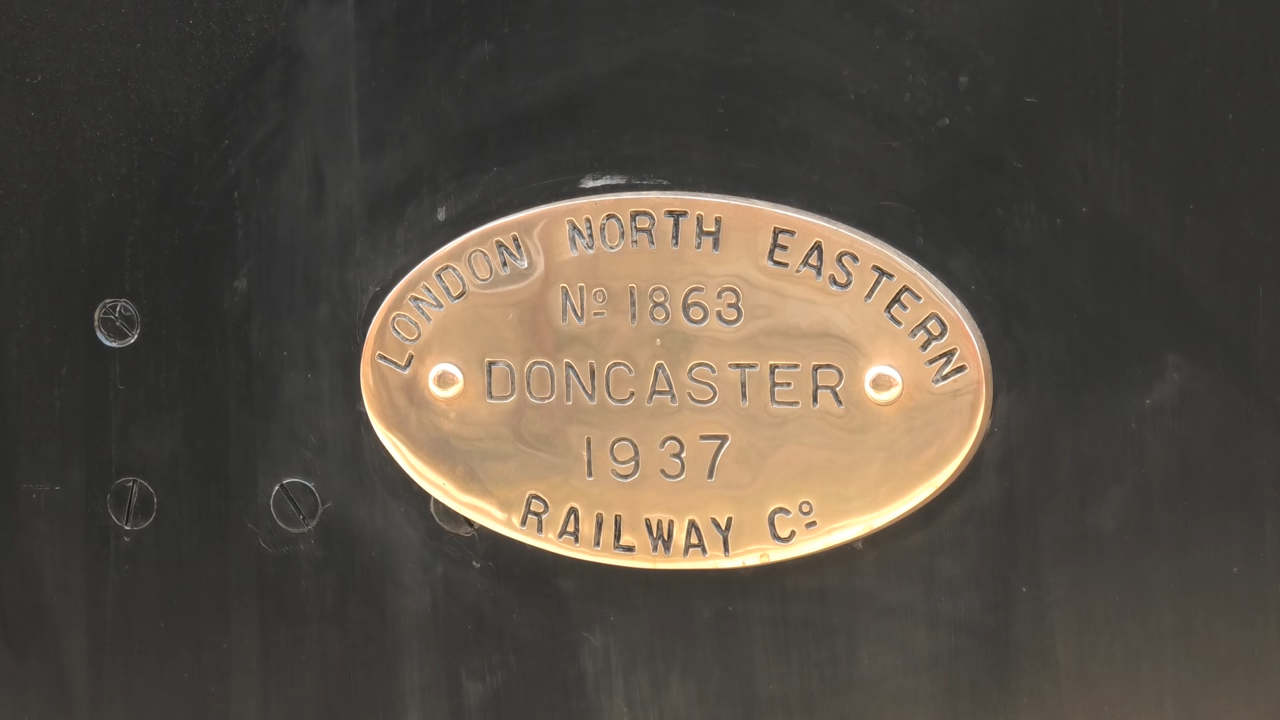 LONDON NORTH EASTERN
Nº 1863
DONCASTER
1937
RAILWAY Cº